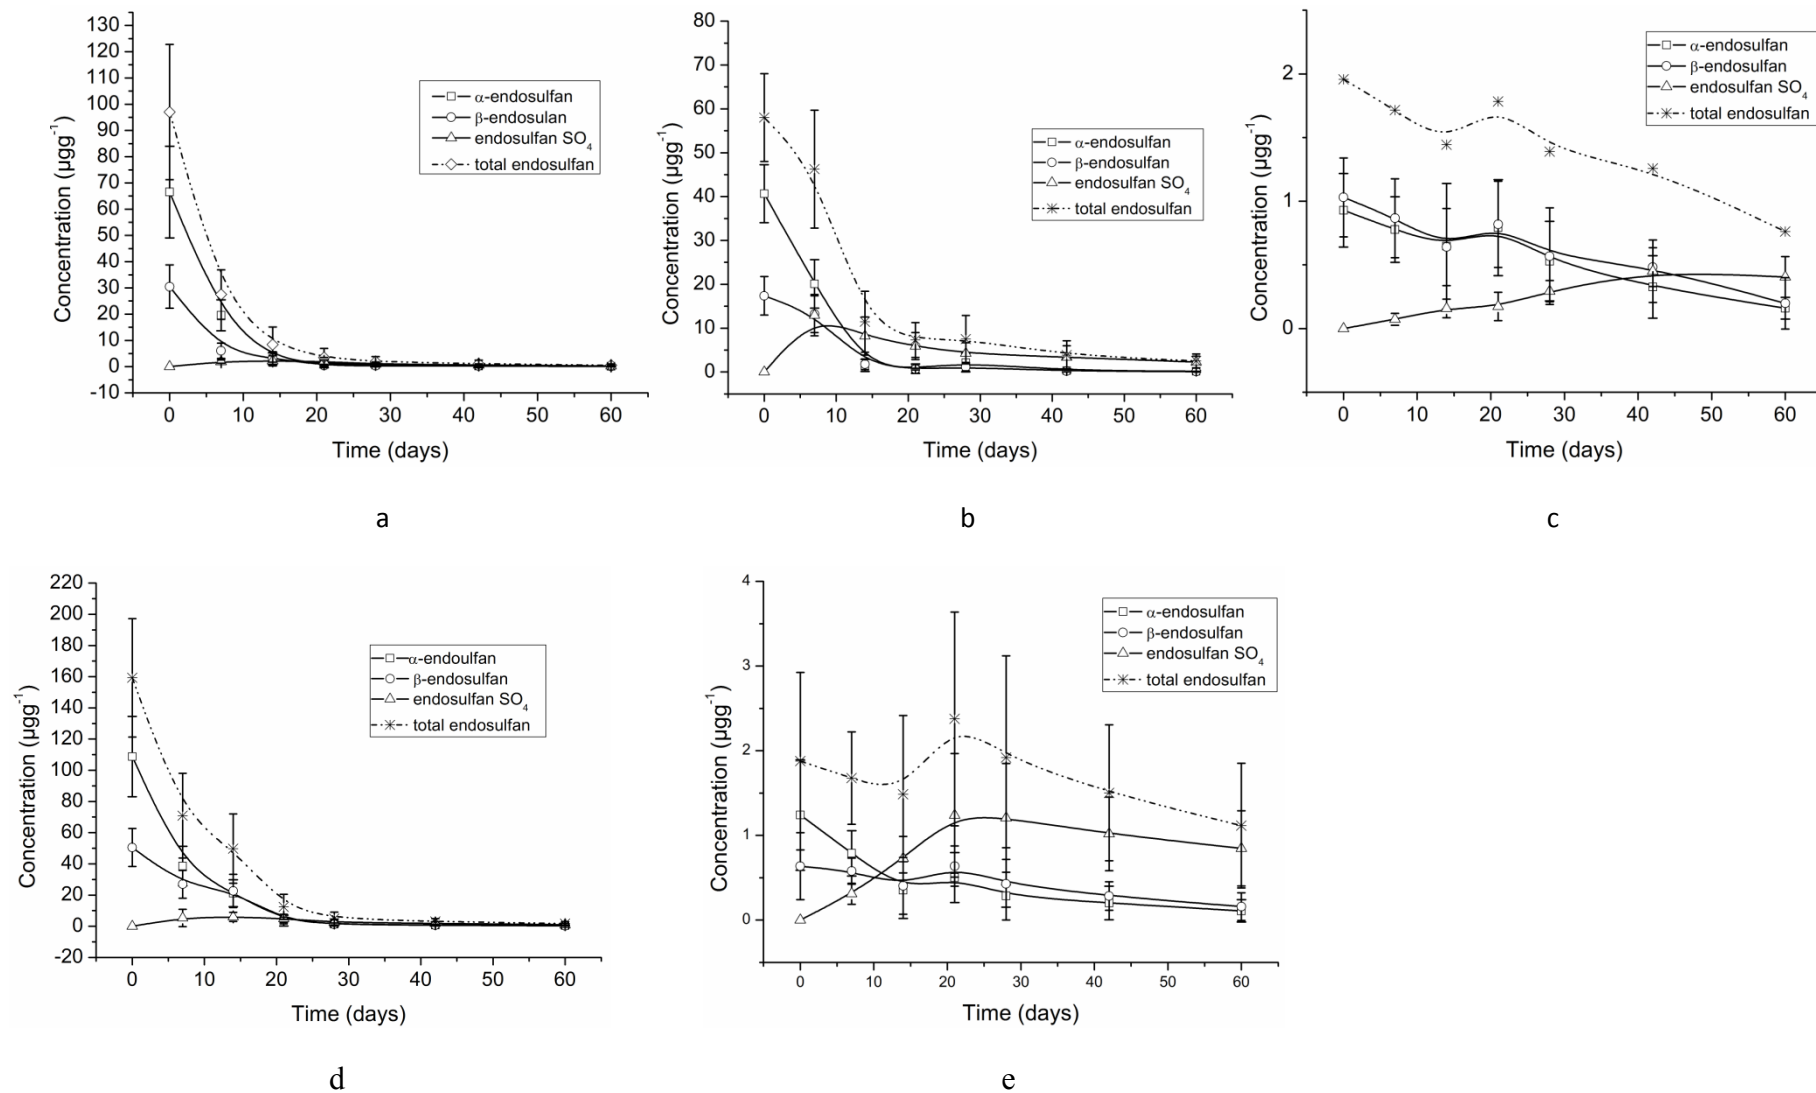 130
120
110
100
90
80
70
60
50
40
30
20
10
0
-10
Concentration (µgg⁻¹)
0 10 20 30 40 50 60
Time (days)
α-endosulfan
β-endosulan
endosulfan SO₄
total endosulfan
a
80
70
60
50
40
30
20
10
0
Concentration (µgg⁻¹)
0 10 20 30 40 50 60
Time (days)
α-endosulfan
β-endosulfan
endosulfan SO₄
total endosulfan
b
2
1
0
Concentration (µgg⁻¹)
0 10 20 30 40 50 60
Time (days)
α-endosulfan
β-endosulfan
endosulfan SO₄
total endosulfan
c
220
200
180
160
140
120
100
80
60
40
20
0
-20
Concentration (µgg⁻¹)
0 10 20 30 40 50 60
Time (days)
α-endoulfan
β-endosulfan
endosulfan SO₄
total endosulfan
d
4
3
2
1
0
Concentration (µgg⁻¹)
0 10 20 30 40 50 60
Time (days)
α-endosulfan
β-endosulfan
endosulfan SO₄
total endosulfan
e